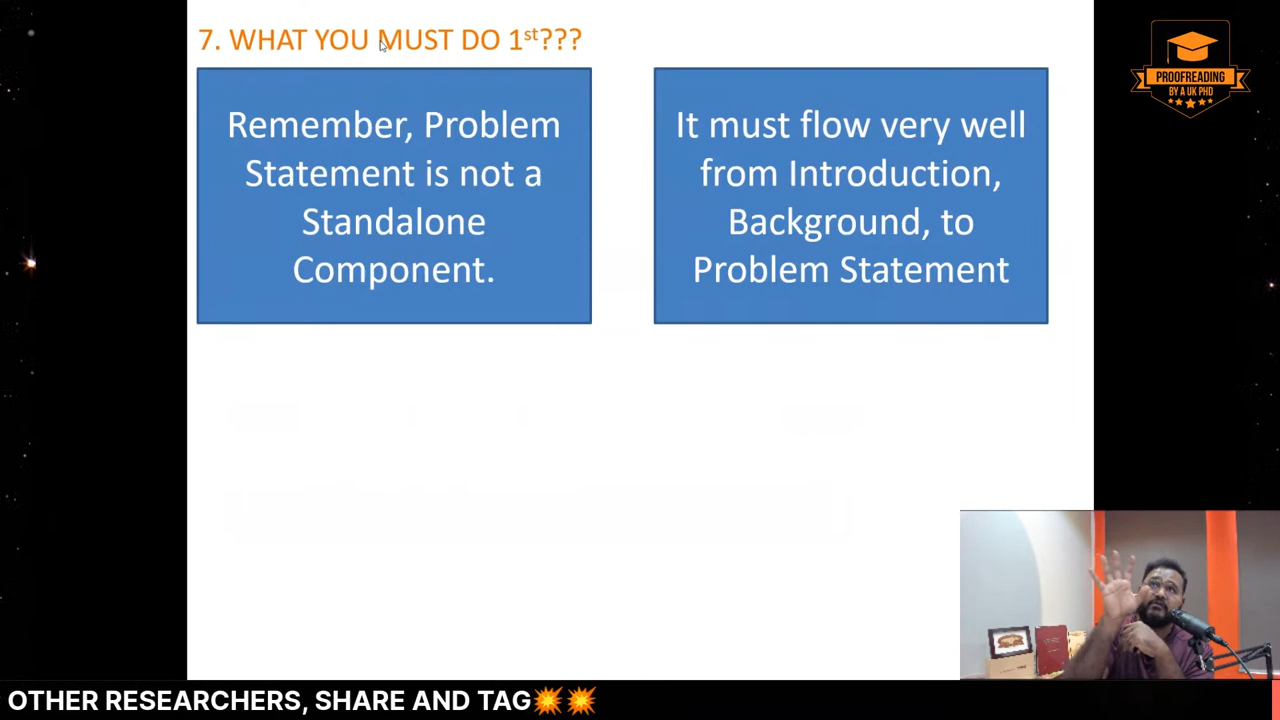 7. WHAT YOU MUST DO 1st???
Remember, Problem
Statement is not a
Standalone
Component.
It must flow very well
from Introduction,
Background, to
Problem Statement
PROOFREADING
BY A UK PHD
OTHER RESEARCHERS, SHARE AND TAG💥💥